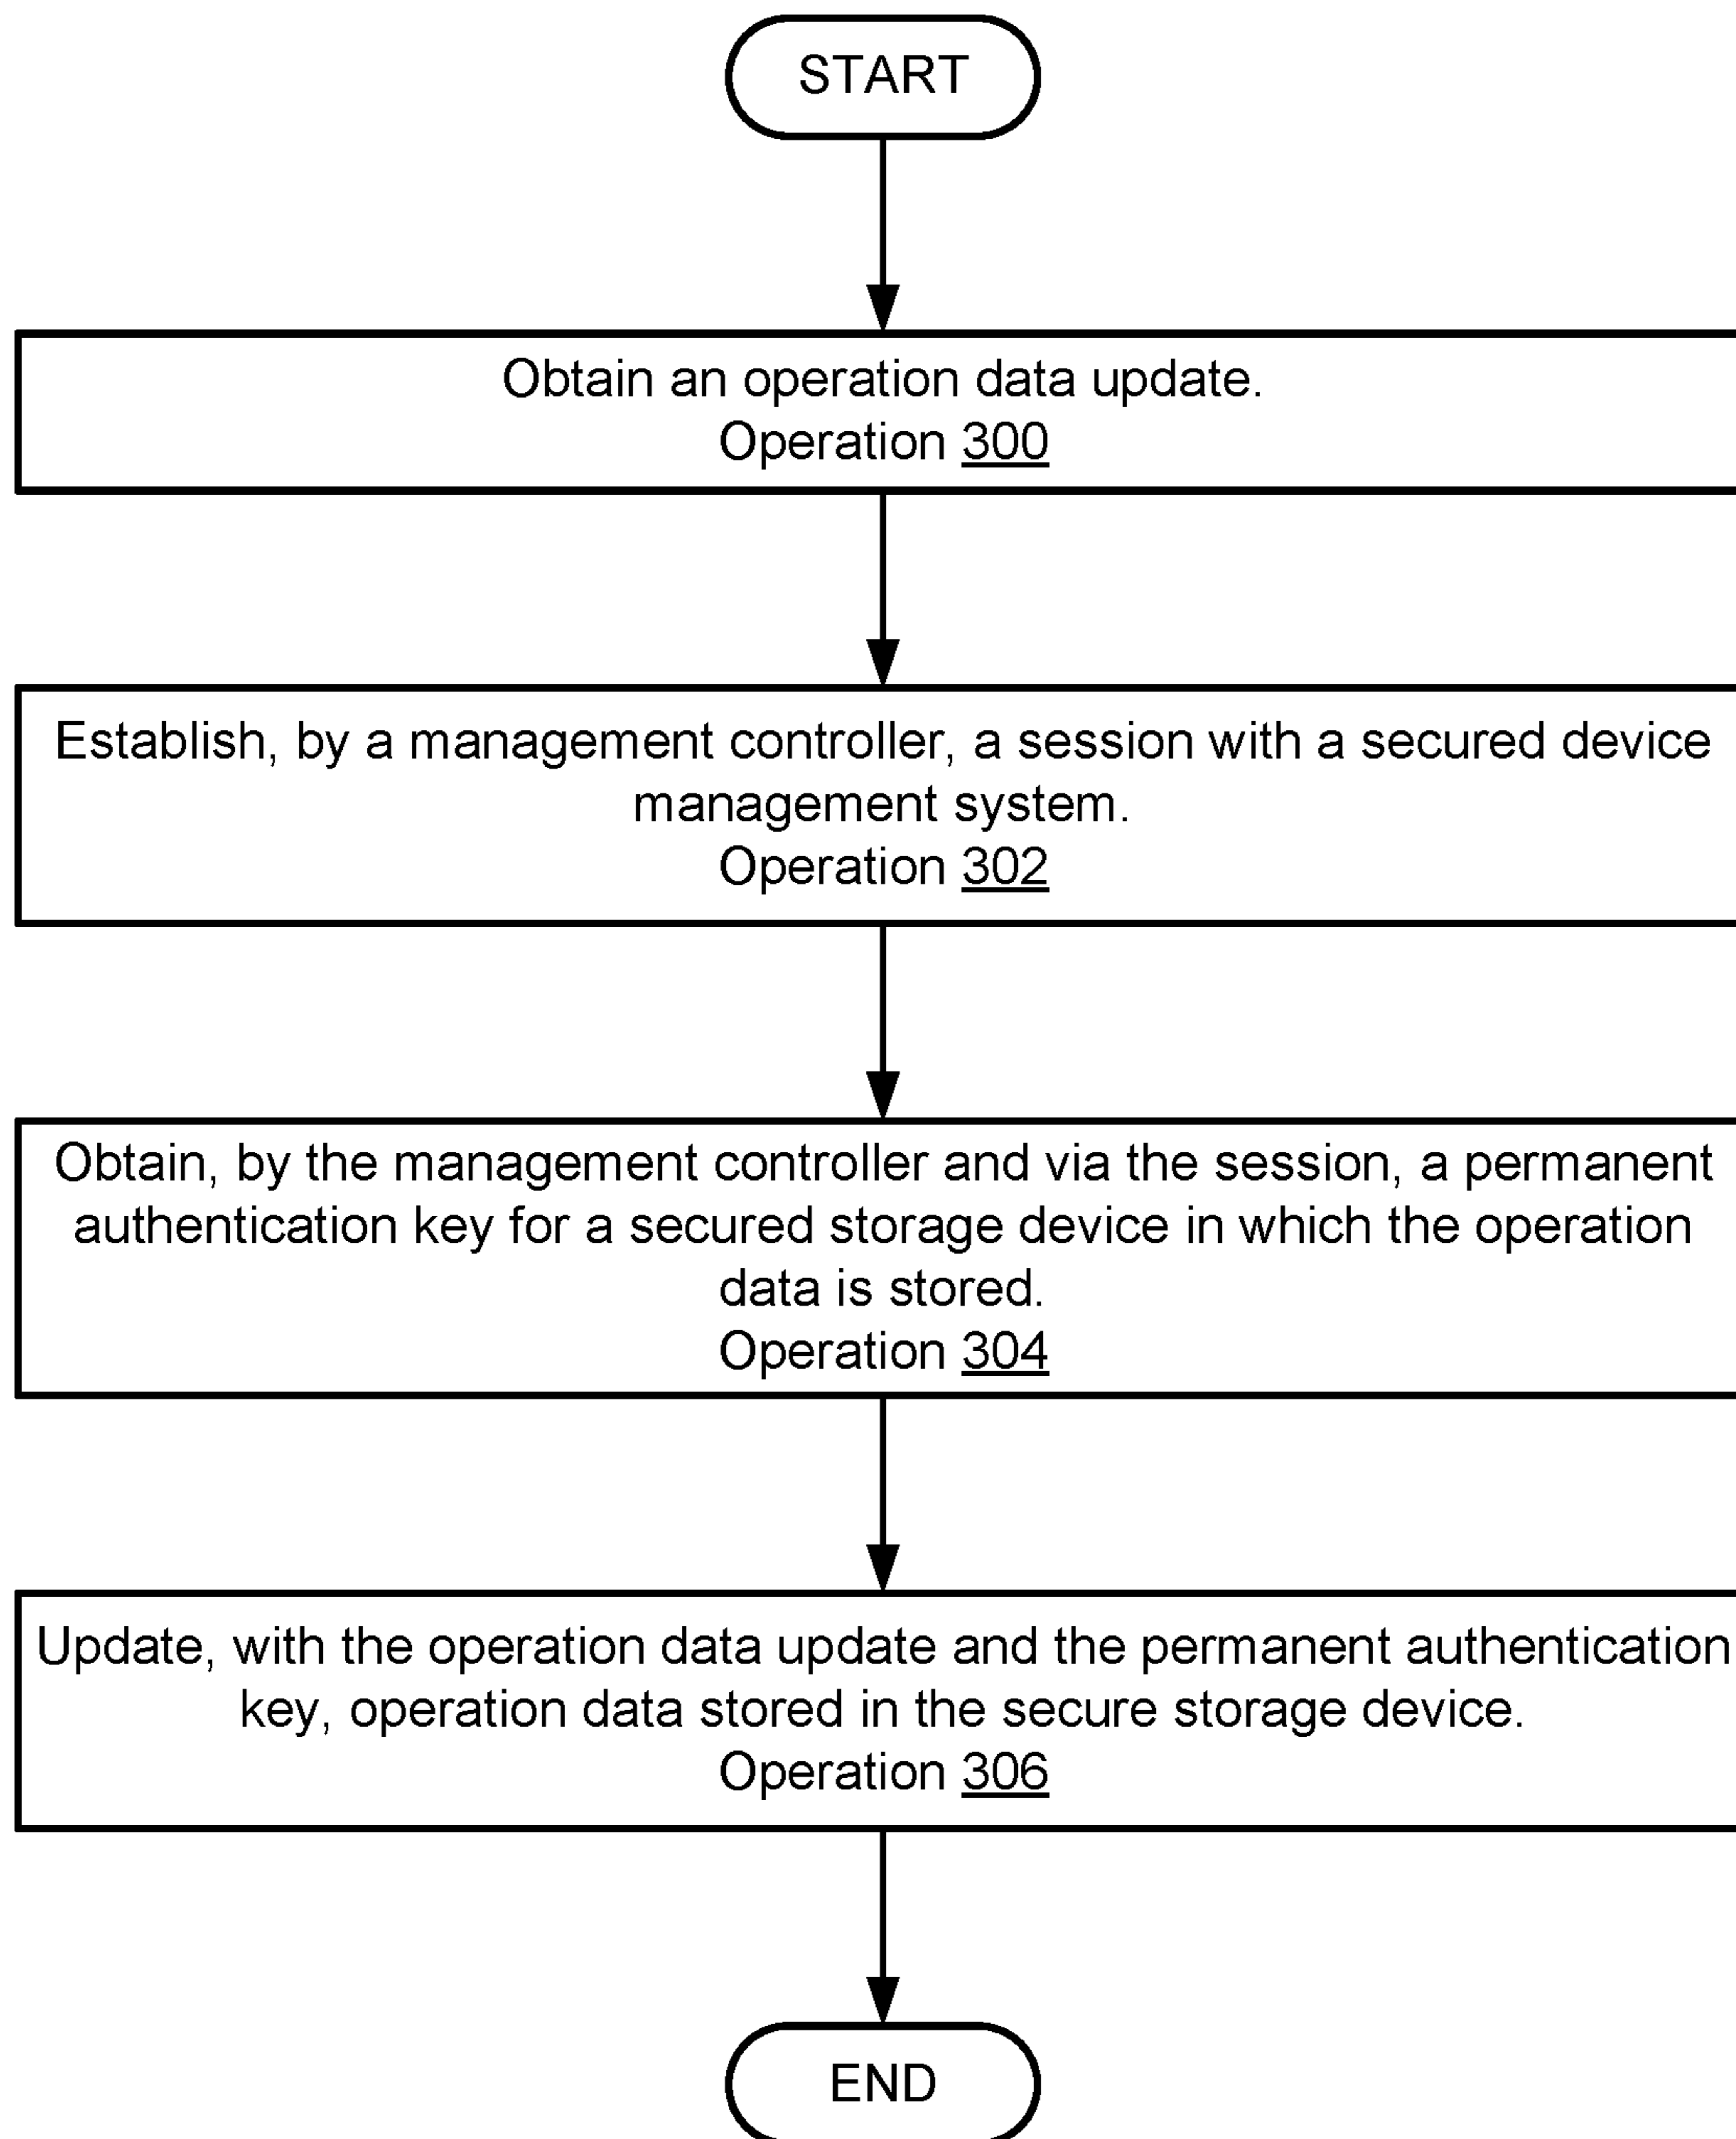 START
Obtain an operation data update.
Operation 300
Establish, by a management controller, a session with a secured device
management system.
Operation 302
Obtain, by the management controller and via the session, a permanent
authentication key for a secured storage device in which the operation
data is stored.
Operation 304
Update, with the operation data update and the permanent authentication
key, operation data stored in the secure storage device.
Operation 306
END